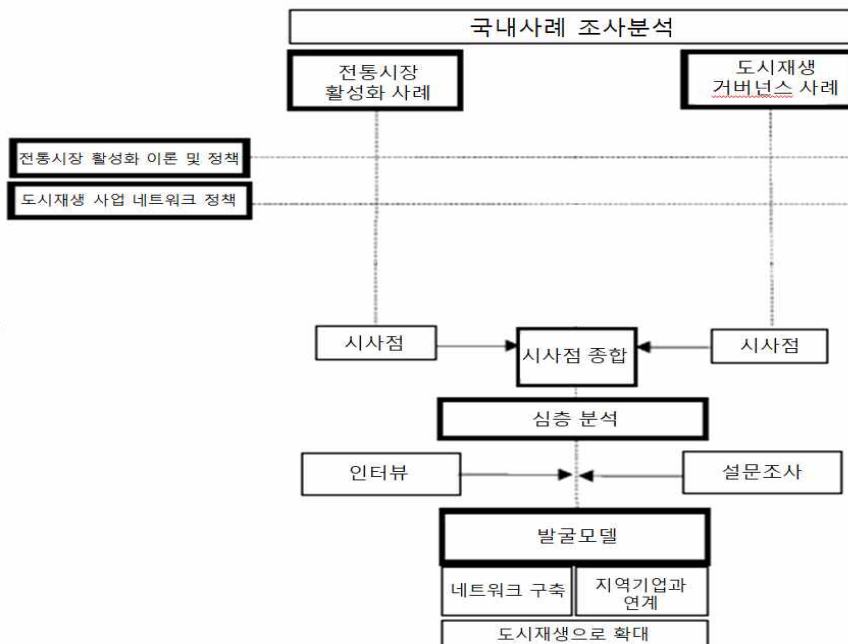 국내사례 조사분석
전통시장
활성화 사례
도시재생
거버넌스 사례
전통시장 활성화 이론 및 정책
도시재생 사업 네트워크 정책
시사점
시사점 종합
시사점
심층 분석
인터뷰
설문조사
발굴모델
네트워크 구축
지역기업과
연계
도시재생으로 확대